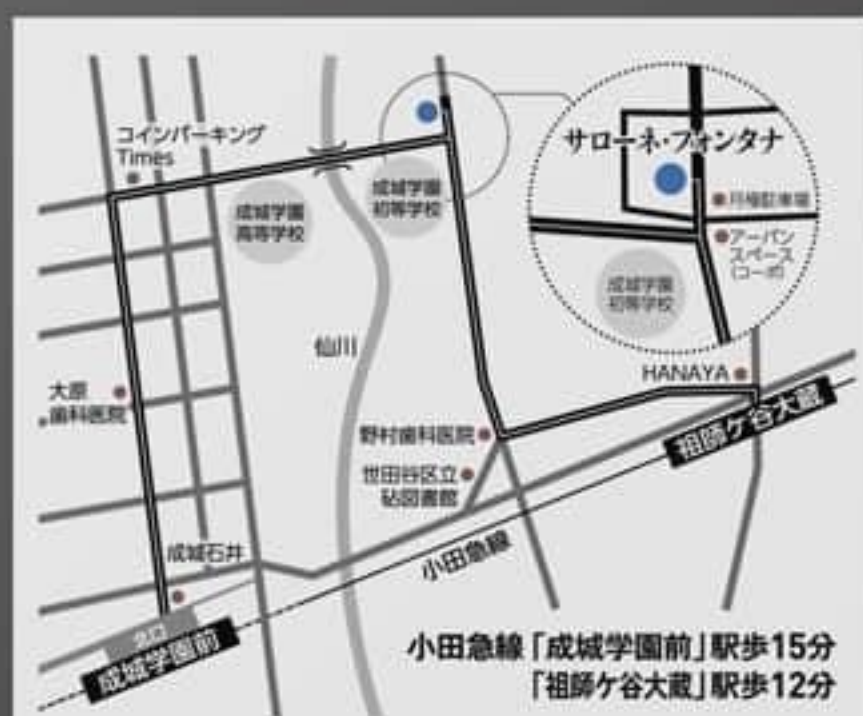 コインパーキング
Times
成城学園
高等学校
成城学園
初等学校
サローネ・フォンタナ
月極駐車場
アーバン
スペース
(コーポ)
成城学園
初等学校
仙川
大原
歯科医院
HANAYA
野村歯科医院
世田谷区立
砧図書館
祖師ケ谷大蔵
成城石井
小田急線
北口
成城学園前
小田急線「成城学園前」駅歩15分
「祖師ケ谷大蔵」駅歩12分